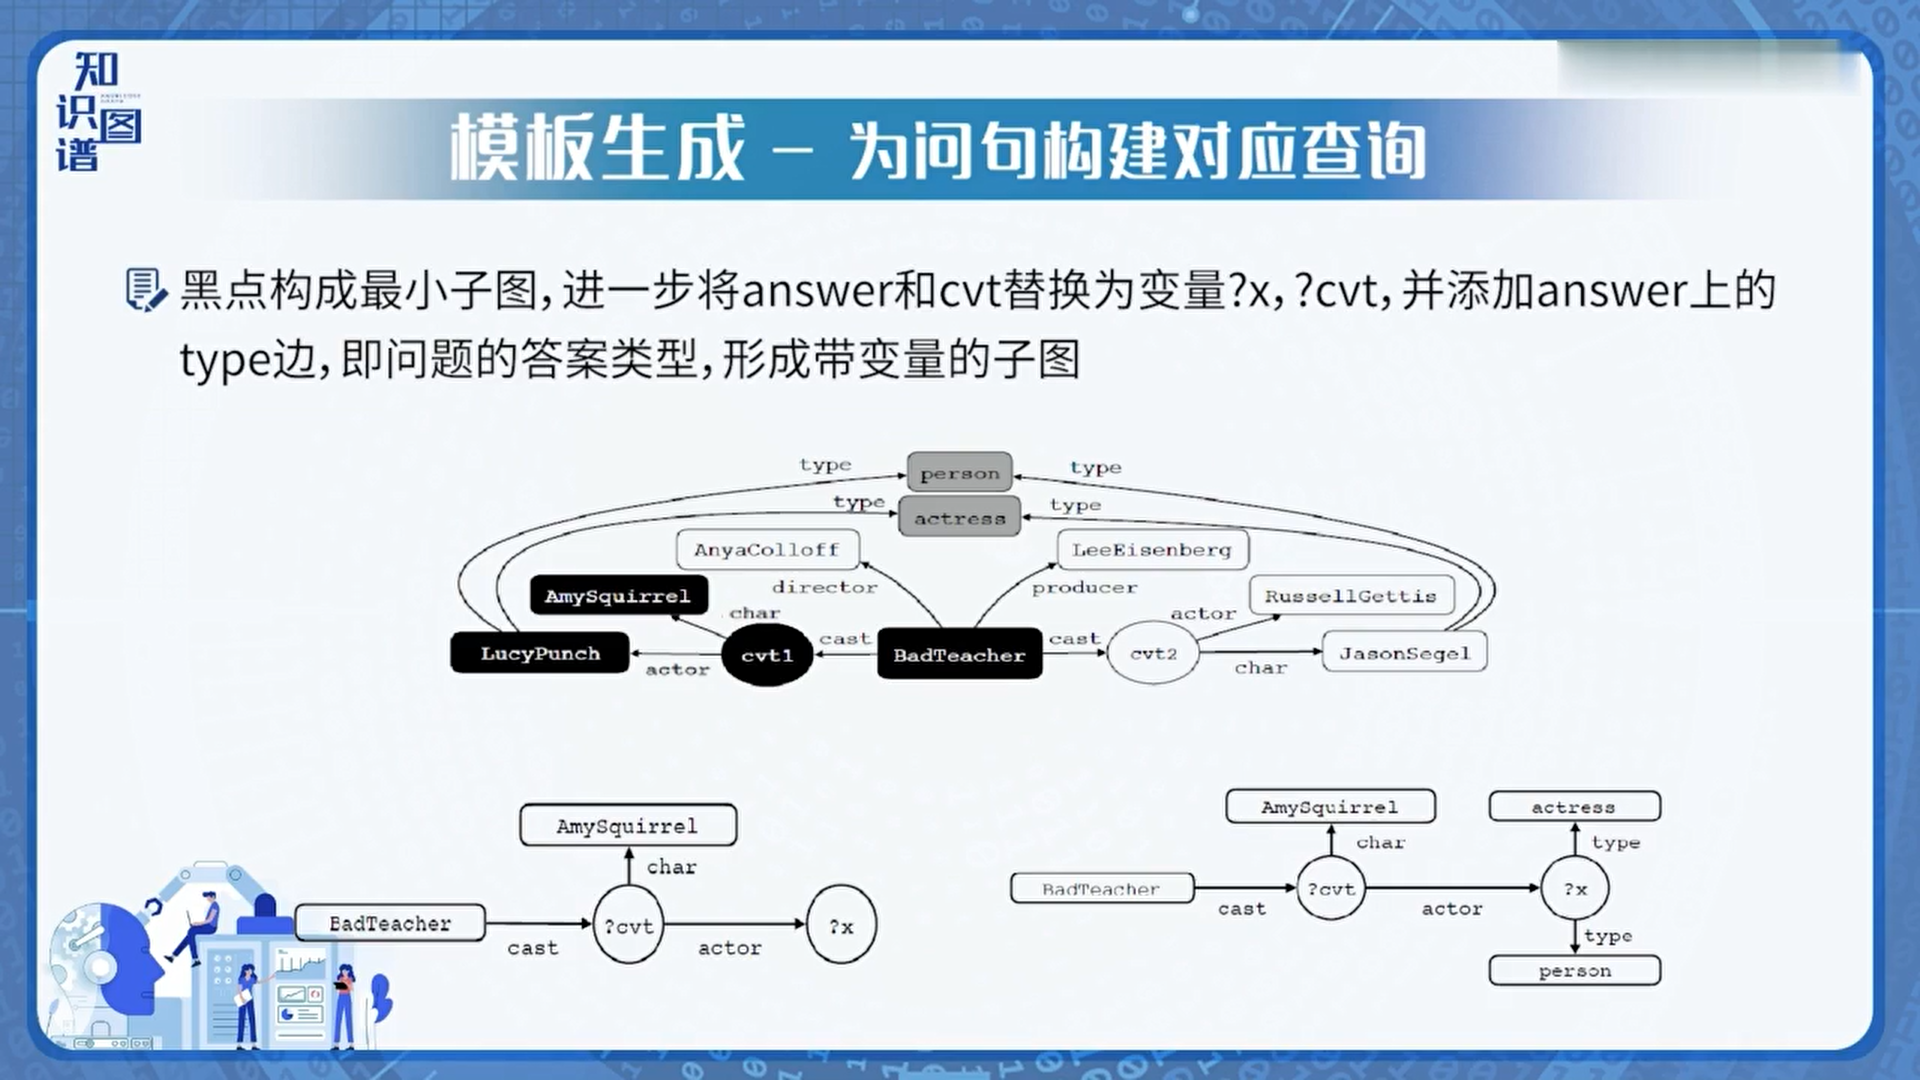 知识图谱
模板生成 – 为问句构建对应查询
黑点构成最小子图，进一步将answer和cvt替换为变量?x，?cvt，并添加answer上的
type边，即问题的答案类型，形成带变量的子图
type person type
type actress type
AnyaColloff LeeEisenberg
director producer
AmySquirrel RussellGettis
char actor
LucyPunch actor cvt1 cast BadTeacher cast cvt2 char JasonSegel
AmySquirrel
char
BadTeacher cast ?cvt actor ?x
AmySquirrel actress
char type
BadTeacher cast ?cvt actor ?x
type
person